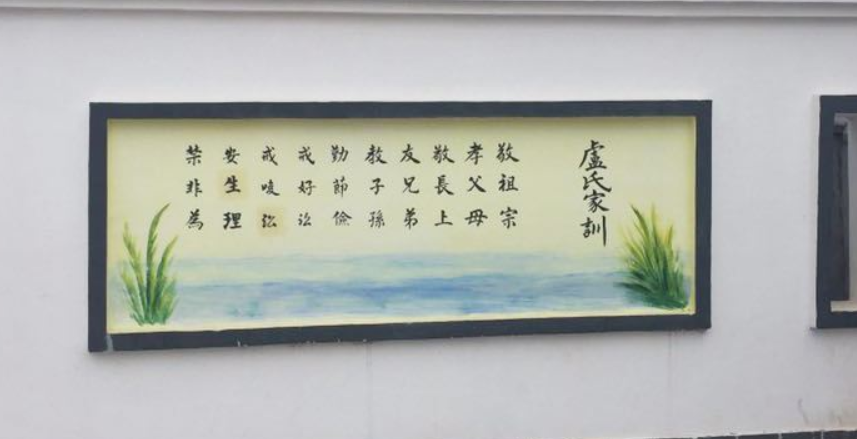 盧氏家訓
敬祖宗
孝父母
敬長上
友兄弟
教子孫
勤節儉
戒好訟
戒唆訟
安生理
禁非為